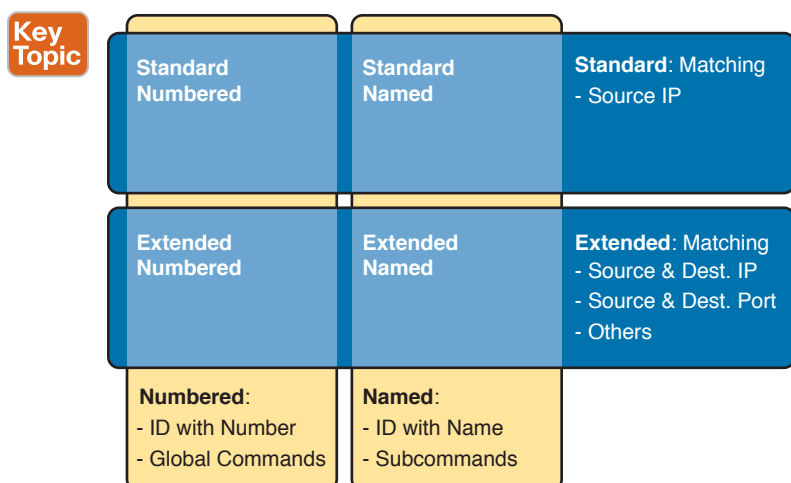 Key
Topic
Standard
Numbered
Standard
Named
Standard: Matching
- Source IP
Extended
Numbered
Extended
Named
Extended: Matching
- Source & Dest. IP
- Source & Dest. Port
- Others
Numbered:
- ID with Number
- Global Commands
Named:
- ID with Name
- Subcommands